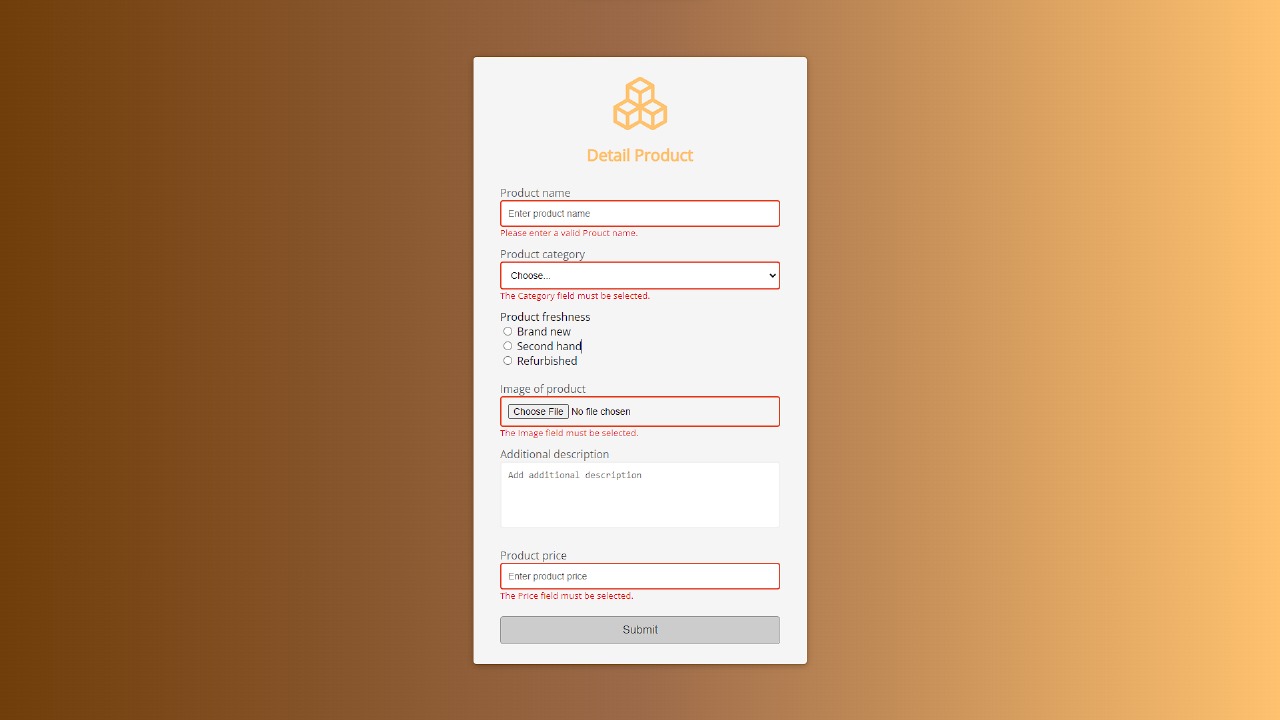 Detail Product
Product name
Enter product name
Please enter a valid Prouct name.
Product category
Choose...
The Category field must be selected.
Product freshness
Brand new
Second hand
Refurbished
Image of product
Choose File No file chosen
The Image field must be selected.
Additional description
Add additional description
Product price
Enter product price
The Price field must be selected.
Submit